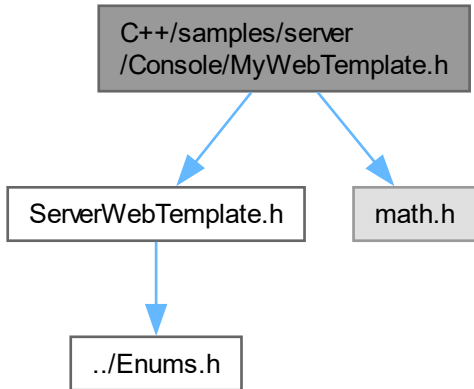 C++/samples/server
/Console/MyWebTemplate.h
ServerWebTemplate.h
math.h
../Enums.h